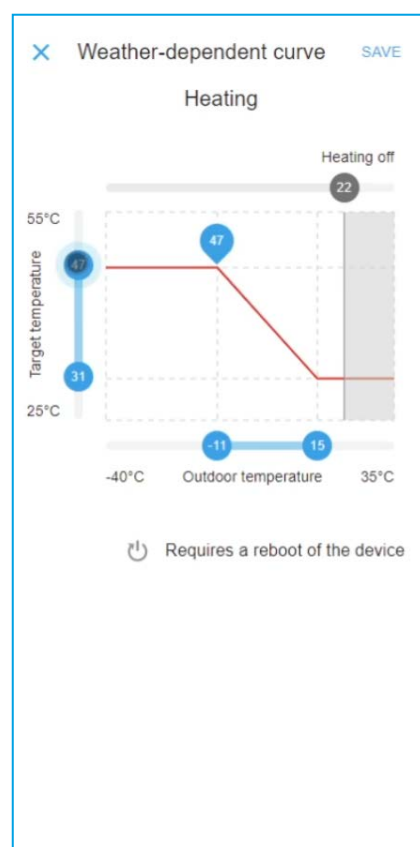 Weather-dependent curve SAVE
Heating
Heating off
22
55°C
47
47
Target temperature
31
25°C
-11 15
-40°C Outdoor temperature 35°C
Requires a reboot of the device